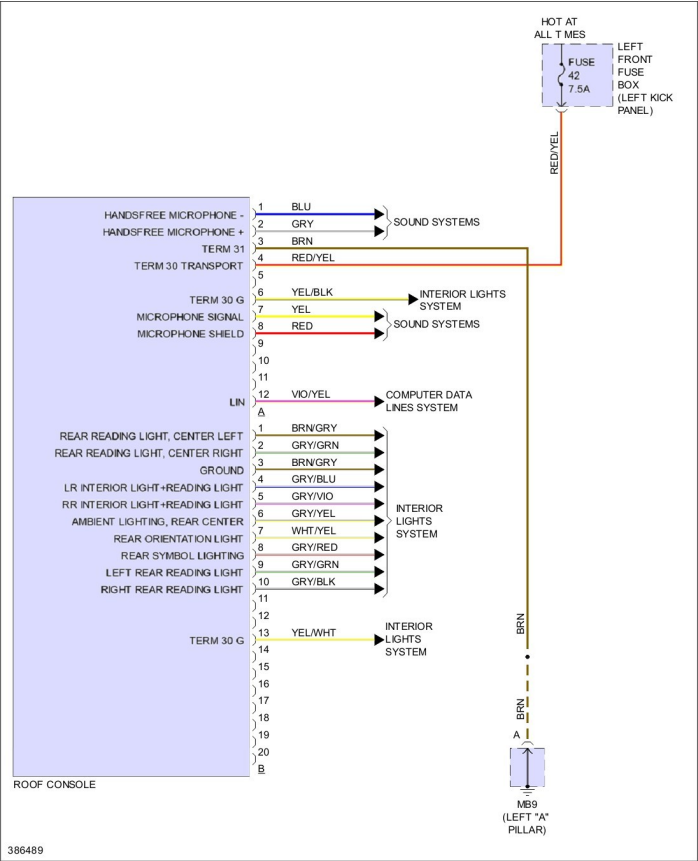 HOT AT
ALL T MES
FUSE
42
7.5A
LEFT
FRONT
FUSE
BOX
(LEFT KICK
PANEL)
RED/YEL
HANDSFREE MICROPHONE - 1 BLU
HANDSFREE MICROPHONE + 2 GRY
SOUND SYSTEMS
TERM 31 3 BRN
TERM 30 TRANSPORT 4 RED/YEL
5
TERM 30 G 6 YEL/BLK INTERIOR LIGHTS
SYSTEM
MICROPHONE SIGNAL 7 YEL
MICROPHONE SHIELD 8 RED
SOUND SYSTEMS
9
10
11
LIN 12 VIO/YEL COMPUTER DATA
LINES SYSTEM
A
REAR READING LIGHT, CENTER LEFT 1 BRN/GRY
REAR READING LIGHT, CENTER RIGHT 2 GRY/GRN
GROUND 3 BRN/GRY
LR INTERIOR LIGHT+READING LIGHT 4 GRY/BLU
RR INTERIOR LIGHT+READING LIGHT 5 GRY/VIO
AMBIENT LIGHTING, REAR CENTER 6 GRY/YEL
REAR ORIENTATION LIGHT 7 WHT/YEL
REAR SYMBOL LIGHTING 8 GRY/RED
LEFT REAR READING LIGHT 9 GRY/GRN
RIGHT REAR READING LIGHT 10 GRY/BLK
INTERIOR
LIGHTS
SYSTEM
11
12
TERM 30 G 13 YEL/WHT
INTERIOR
LIGHTS
SYSTEM
14
15
16
17
18
19
20
B
ROOF CONSOLE
BRN
BRN
A
MB9
(LEFT "A"
PILLAR)
386489